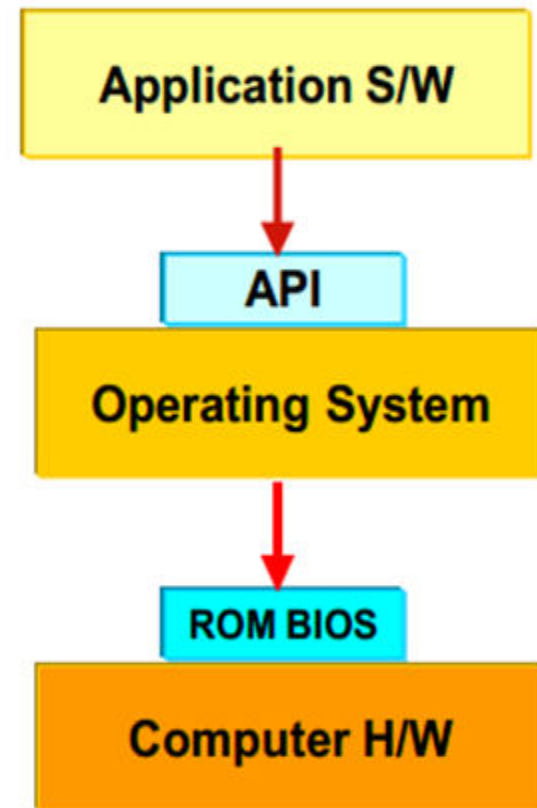 Application S/W
API
Operating System
ROM BIOS
Computer H/W